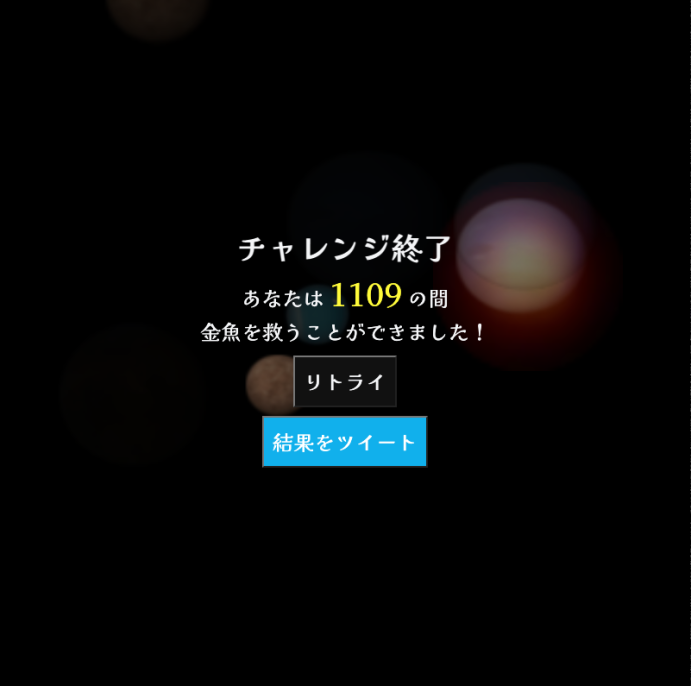 チャレンジ終了
あなたは 1109 の間
金魚を救うことができました！
リトライ
結果をツイート